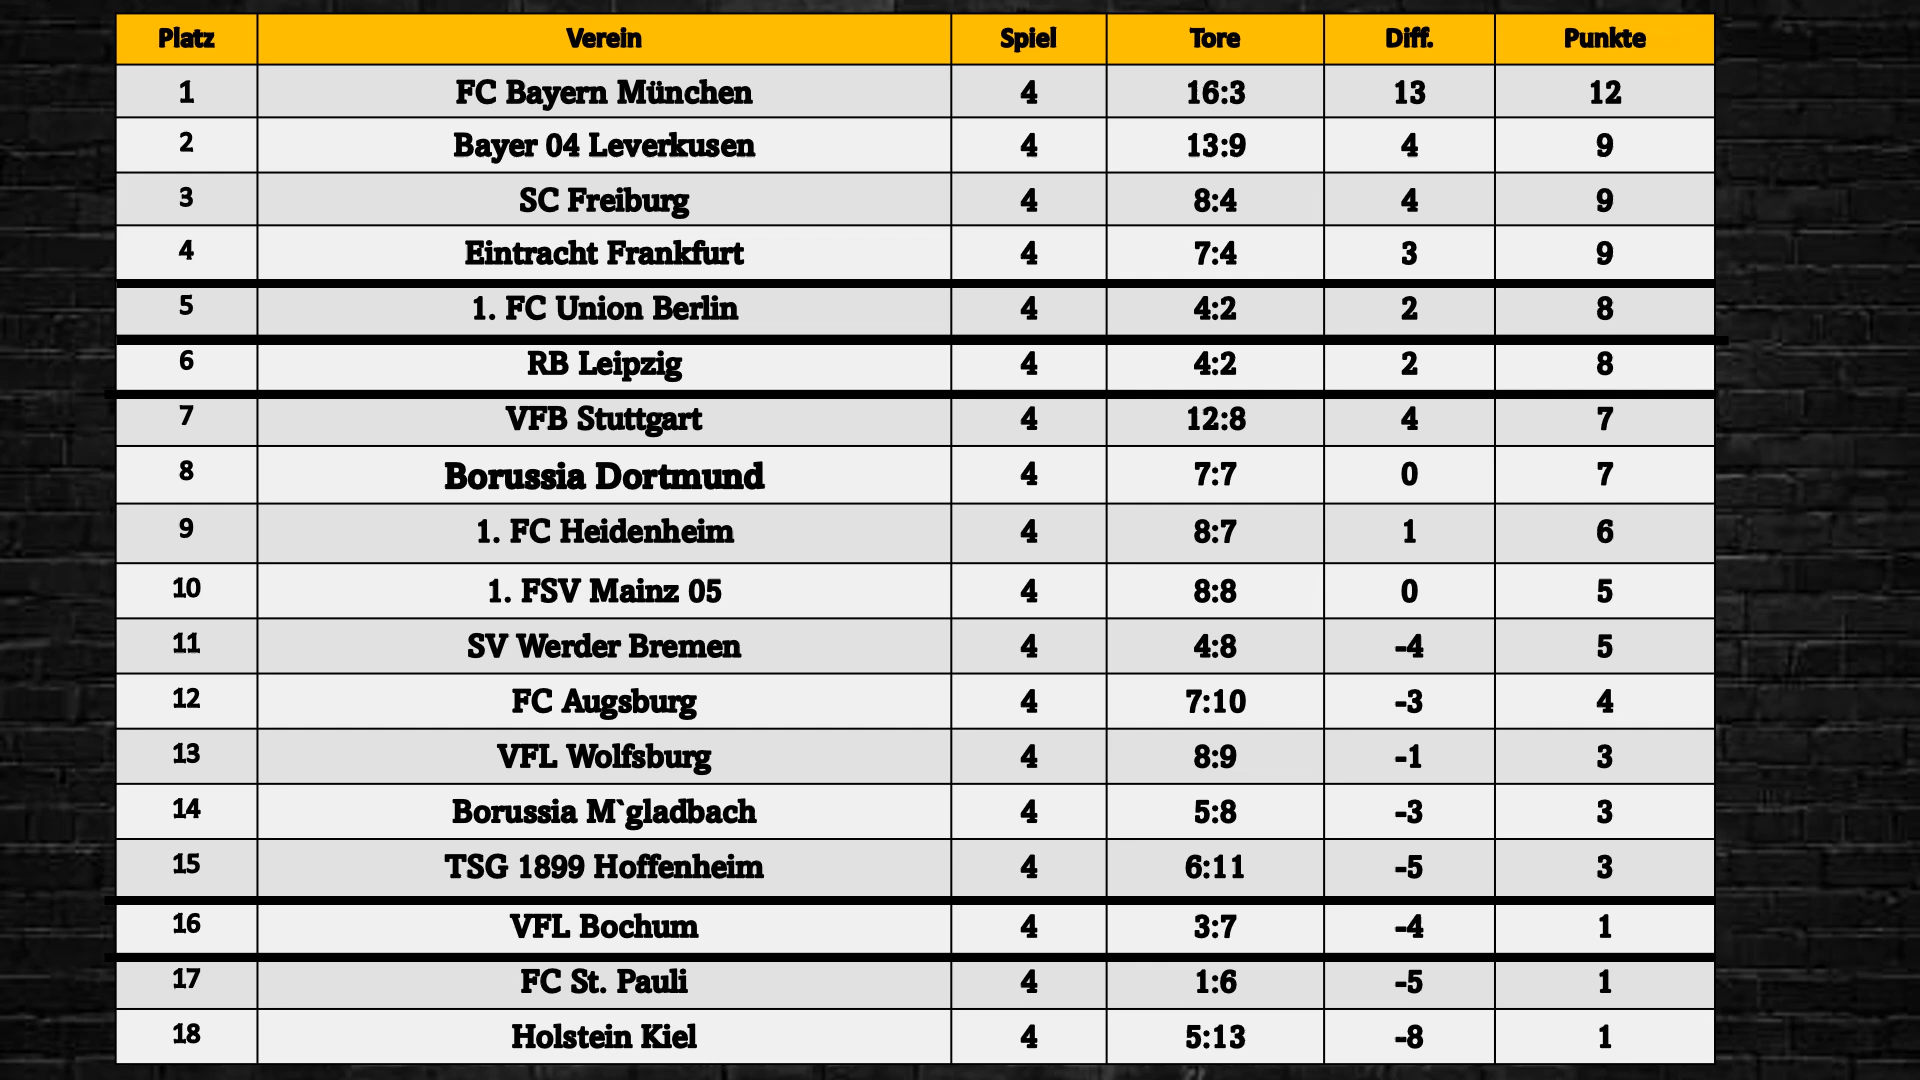 Platz Verein Spiel Tore Diff. Punkte
1 FC Bayern München 4 16:3 13 12
2 Bayer 04 Leverkusen 4 13:9 4 9
3 SC Freiburg 4 8:4 4 9
4 Eintracht Frankfurt 4 7:4 3 9
5 1. FC Union Berlin 4 4:2 2 8
6 RB Leipzig 4 4:2 2 8
7 VFB Stuttgart 4 12:8 4 7
8 Borussia Dortmund 4 7:7 0 7
9 1. FC Heidenheim 4 8:7 1 6
10 1. FSV Mainz 05 4 8:8 0 5
11 SV Werder Bremen 4 4:8 -4 5
12 FC Augsburg 4 7:10 -3 4
13 VFL Wolfsburg 4 8:9 -1 3
14 Borussia M`gladbach 4 5:8 -3 3
15 TSG 1899 Hoffenheim 4 6:11 -5 3
16 VFL Bochum 4 3:7 -4 1
17 FC St. Pauli 4 1:6 -5 1
18 Holstein Kiel 4 5:13 -8 1